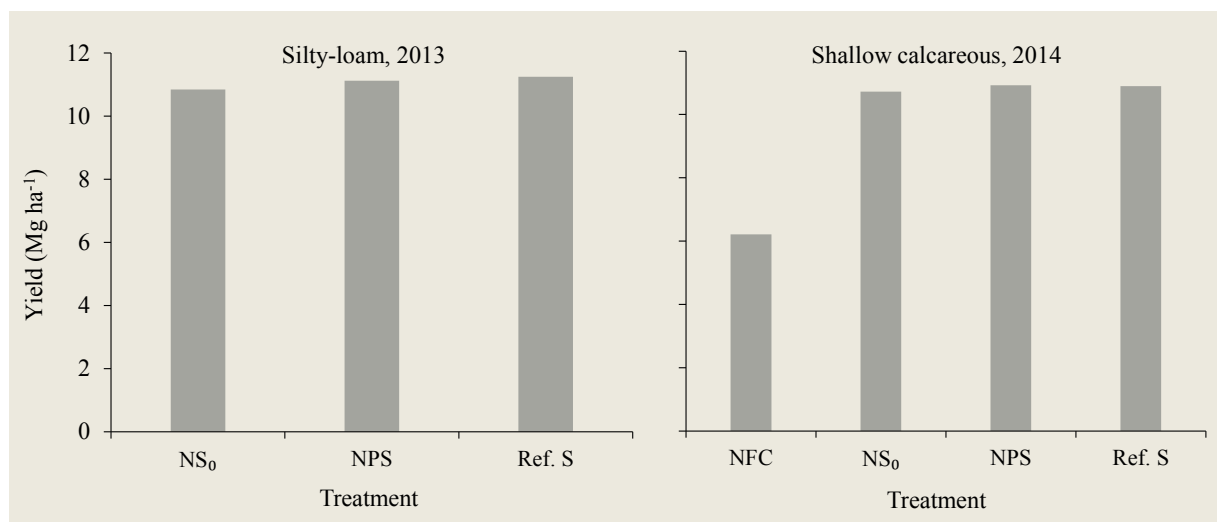 Silty-loam, 2013
Yield (Mg ha⁻¹)
12
10
8
6
4
2
0
NS₀ NPS Ref. S
Treatment
Shallow calcareous, 2014
NFC NS₀ NPS Ref. S
Treatment